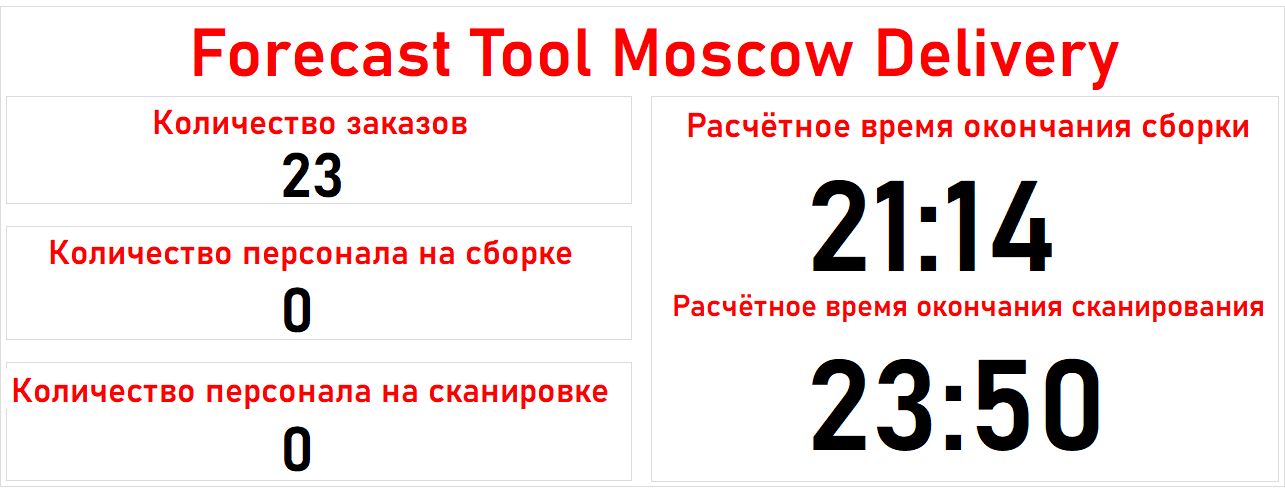 Forecast Tool Moscow Delivery
Количество заказов
23
Количество персонала на сборке
0
Количество персонала на сканировке
0
Расчётное время окончания сборки
21:14
Расчётное время окончания сканирования
23:50